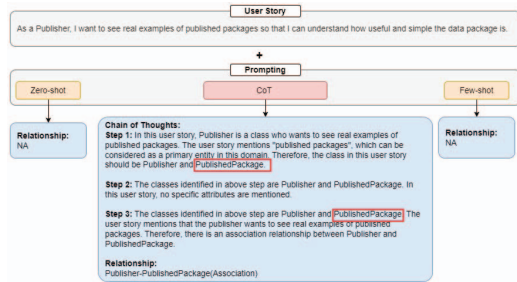 User Story
As a Publisher, I want to see real examples of published packages so that I can understand how useful and simple the data package is.
+
Prompting
Zero-shot
CoT
Few-shot
Relationship:
NA
Chain of Thoughts:
Step 1: In this user story, Publisher is a class who wants to see real examples of
published packages. The user story mentions "published packages", which can be
considered as a primary entity in this domain. Therefore, the class in this user story
should be Publisher and PublishedPackage.
Step 2: The classes identified in above step are Publisher and PublishedPackage. In
this user story, no specific attributes are mentioned.
Step 3: The classes identified in above step are Publisher and PublishedPackage. The
user story mentions that the publisher wants to see real examples of published
packages. Therefore, there is an association relationship between Publisher and
PublishedPackage.
Relationship:
Publisher-PublishedPackage(Association)
Relationship:
NA